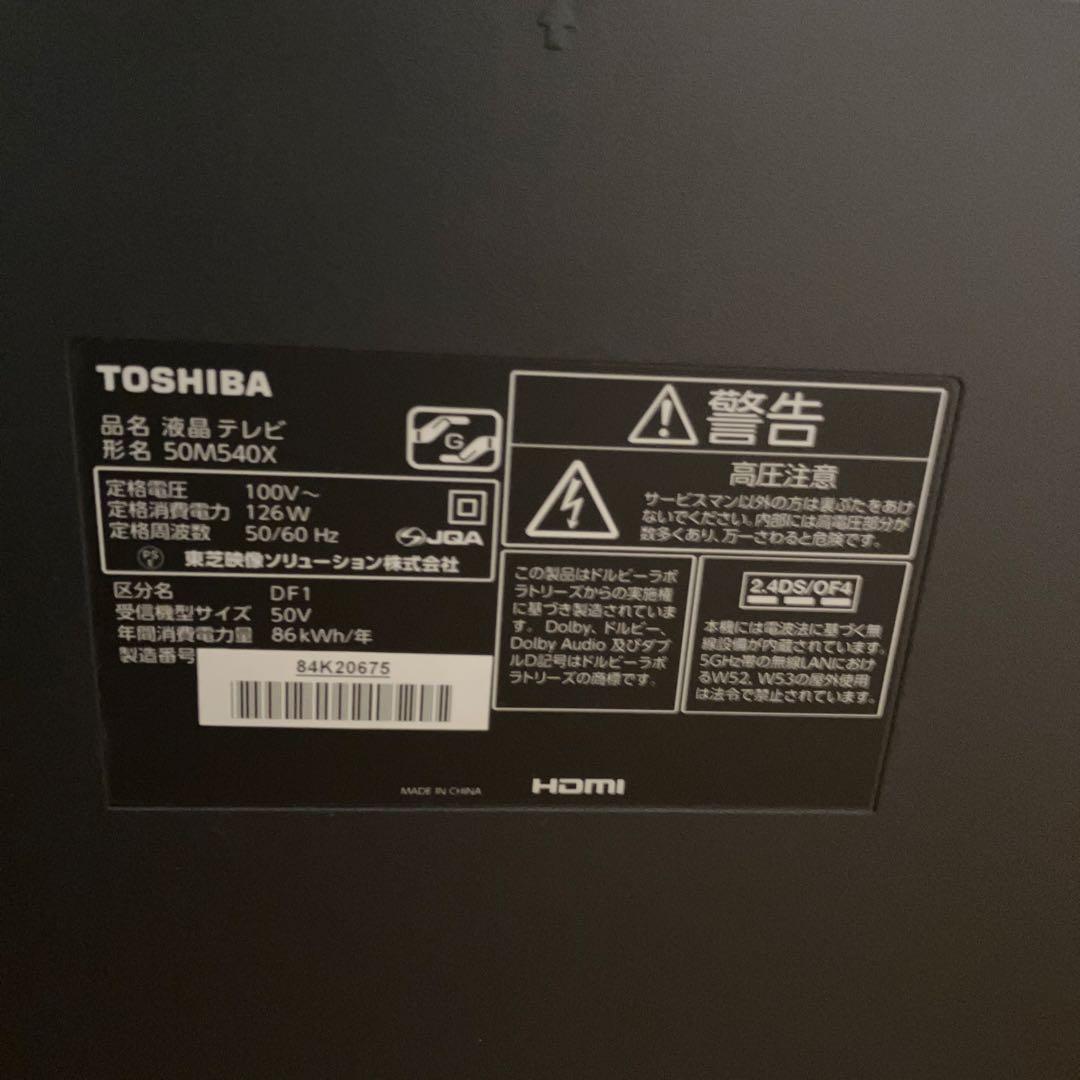 TOSHIBA
品名 液晶テレビ
形名 50M540X
G
定格電圧 100V～
定格消費電力 126W
定格周波数 50/60 Hz
JQA
PS
E
東芝映像ソリューション株式会社
区分名 DF1
受信機型サイズ 50V
年間消費電力量 86kWh/年
製造番号
84K20675
MADE IN CHINA
警告
高圧注意
サービスマン以外の方は裏ぶたをあけ
ないでください。内部には高電圧部分が
数多くあり、万一さわると危険です。
この製品はドルビーラボ
ラトリーズからの実施権
に基づき製造されていま
す。Dolby、ドルビー、
Dolby Audio 及びダブ
ルD記号はドルビーラボ
ラトリーズの商標です。
2.4DS/OF4
本機には電波法に基づく無
線設備が内蔵されています。
5GHz帯の無線LANにおけ
るW52、W53の屋外使用
は法令で禁止されています。
HDMI